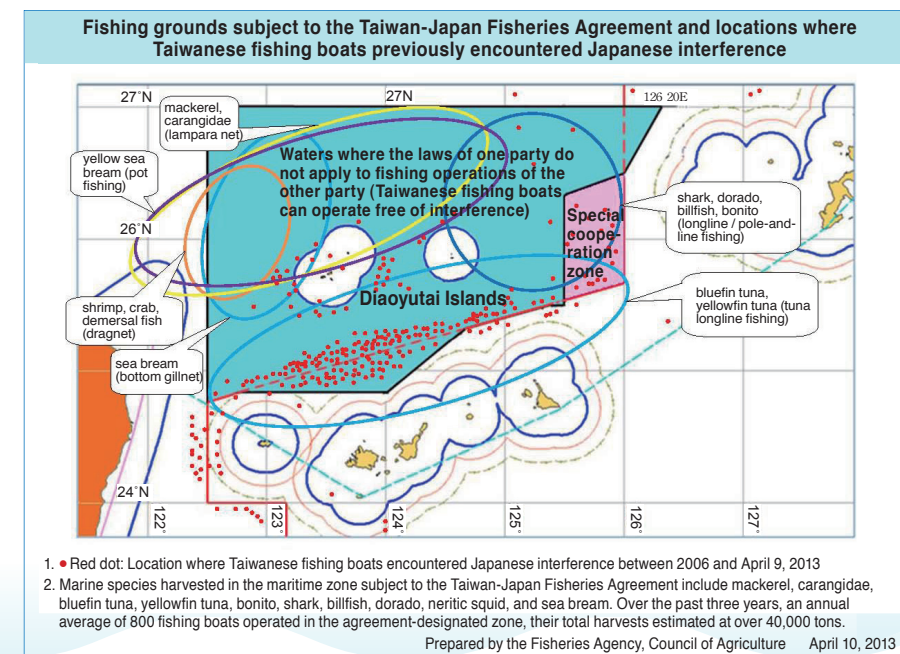 Fishing grounds subject to the Taiwan-Japan Fisheries Agreement and locations where
Taiwanese fishing boats previously encountered Japanese interference
27°N
27N
126 20E
mackerel,
carangidae
(lampara net)
yellow sea
bream (pot
fishing)
Waters where the laws of one party do
not apply to fishing operations of the
other party (Taiwanese fishing boats
can operate free of interference)
26°N
Special
coope-
ration
zone
shark, dorado,
billfish, bonito
(longline / pole-and-
line fishing)
Diaoyutai Islands
bluefin tuna,
yellowfin tuna (tuna
longline fishing)
shrimp, crab,
demersal fish
(dragnet)
sea bream
(bottom gillnet)
24°N
122°
123°
124°
125°
126°
127°
1. ● Red dot: Location where Taiwanese fishing boats encountered Japanese interference between 2006 and April 9, 2013
2. Marine species harvested in the maritime zone subject to the Taiwan-Japan Fisheries Agreement include mackerel, carangidae,
bluefin tuna, yellowfin tuna, bonito, shark, billfish, dorado, neritic squid, and sea bream. Over the past three years, an annual
average of 800 fishing boats operated in the agreement-designated zone, their total harvests estimated at over 40,000 tons.
Prepared by the Fisheries Agency, Council of Agriculture April 10, 2013